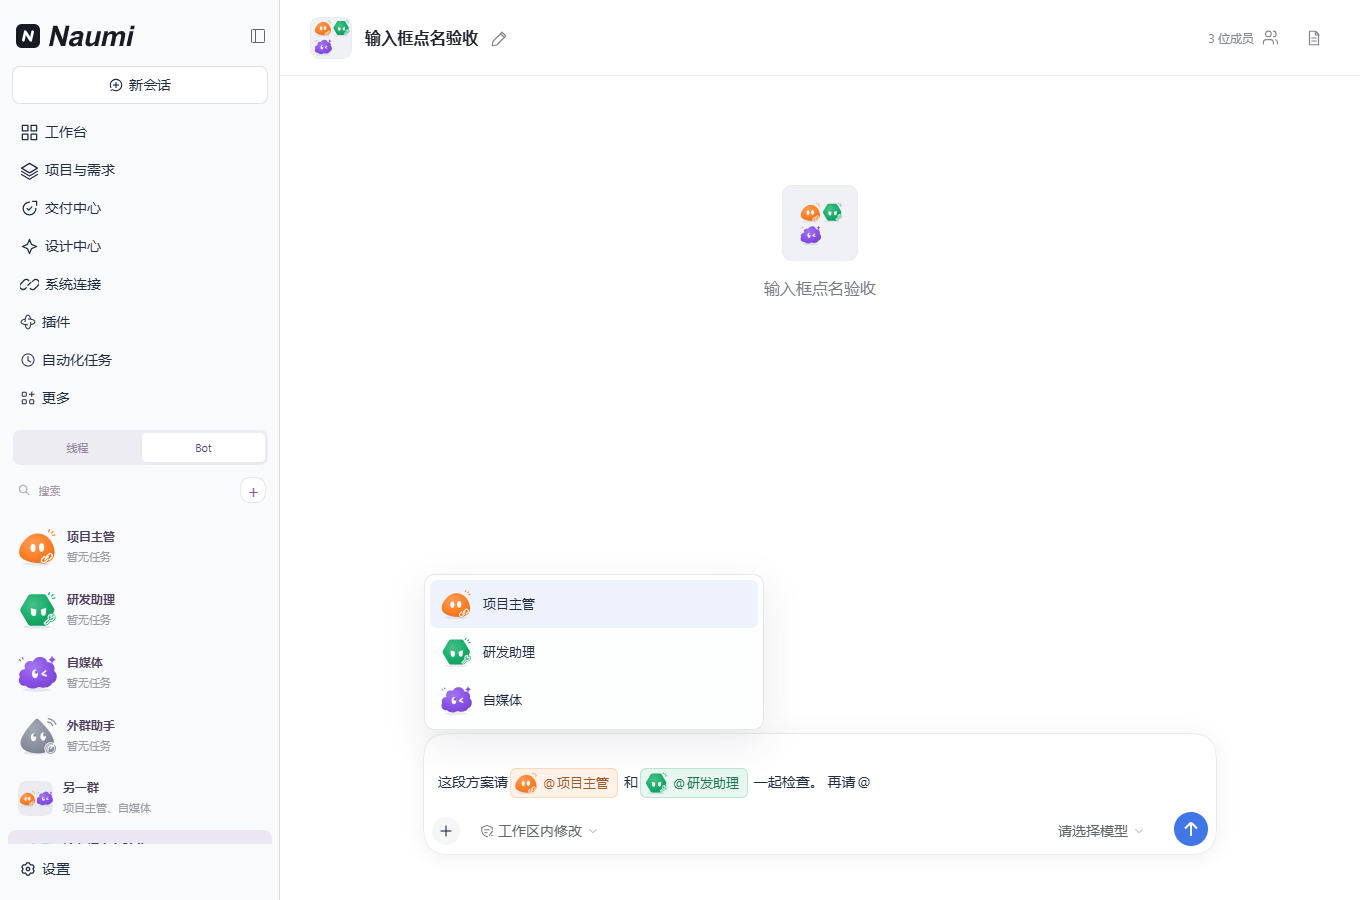 Naumi
新会话
工作台
项目与需求
交付中心
设计中心
系统连接
插件
自动化任务
更多
线程
Bot
搜索
项目主管
暂无任务
研发助理
暂无任务
自媒体
暂无任务
外群助手
暂无任务
另一群
项目主管、自媒体
设置
输入框点名验收
3 位成员
输入框点名验收
项目主管
研发助理
自媒体
这段方案请 @项目主管 和 @研发助理 一起检查。 再请 @
工作区内修改
请选择模型